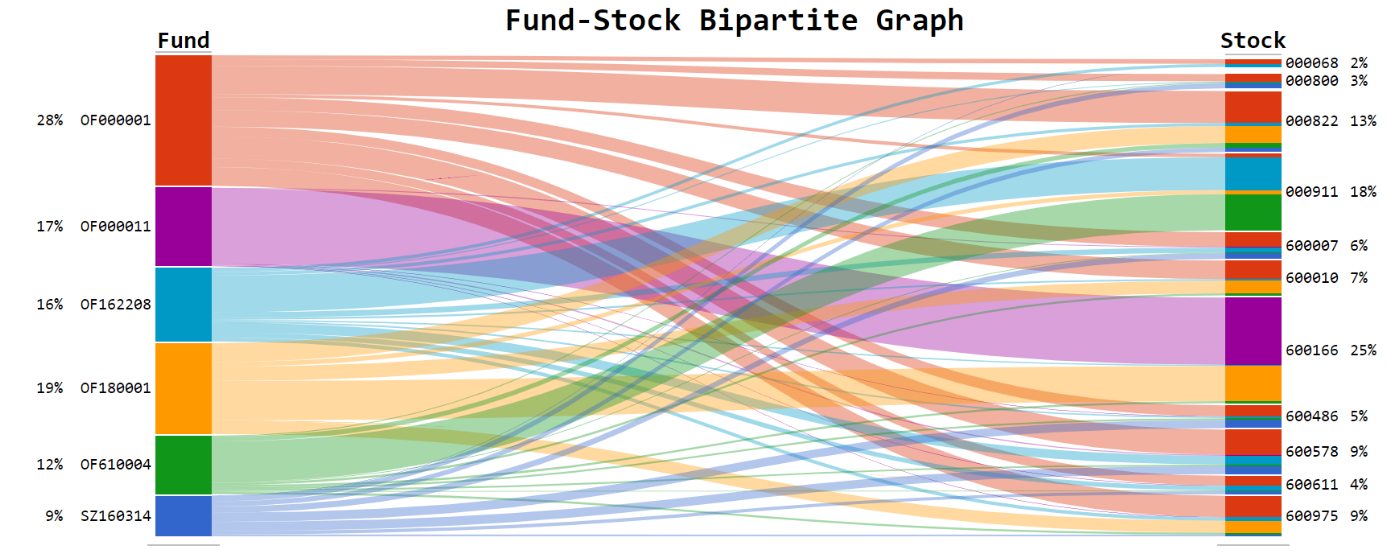 Fund-Stock Bipartite Graph
Fund
Stock
28% OF000001
17% OF000011
16% OF162208
19% OF180001
12% OF610004
9% SZ160314
000068 2%
000800 3%
000822 13%
000911 18%
600007 6%
600010 7%
600166 25%
600486 5%
600578 9%
600611 4%
600975 9%